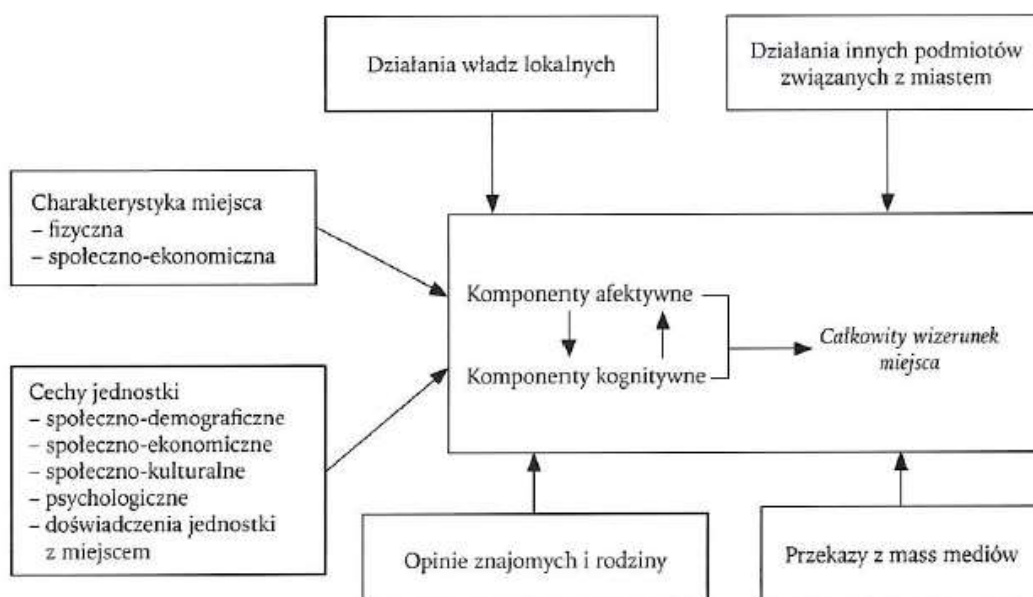 Działania władz lokalnych
Działania innych podmiotów
związanych z miastem
Charakterystyka miejsca
– fizyczna
– społeczno-ekonomiczna
Komponenty afektywne
Komponenty kognitywne
Całkowity wizerunek
miejsca
Cechy jednostki
– społeczno-demograficzne
– społeczno-ekonomiczne
– społeczno-kulturalne
– psychologiczne
– doświadczenia jednostki
z miejscem
Opinie znajomych i rodziny
Przekazy z mass mediów